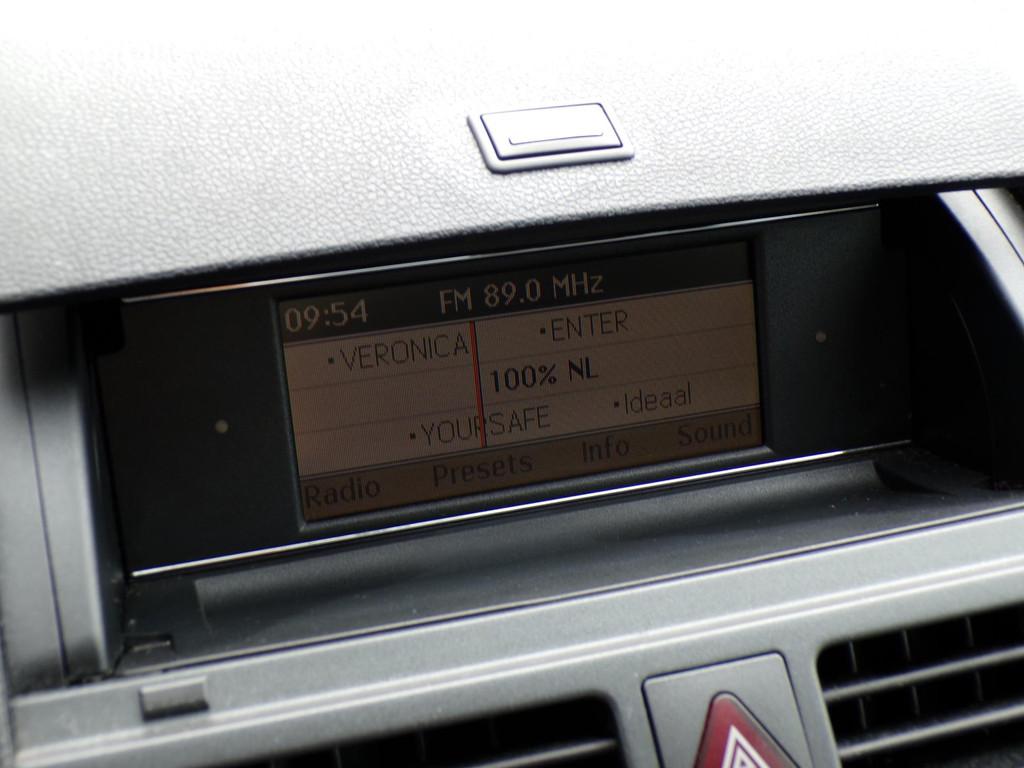 09:54 FM 89.0 MHz
•VERONICA •ENTER
100% NL
•YOURSAFE •Ideaal
Radio Presets Info Sound